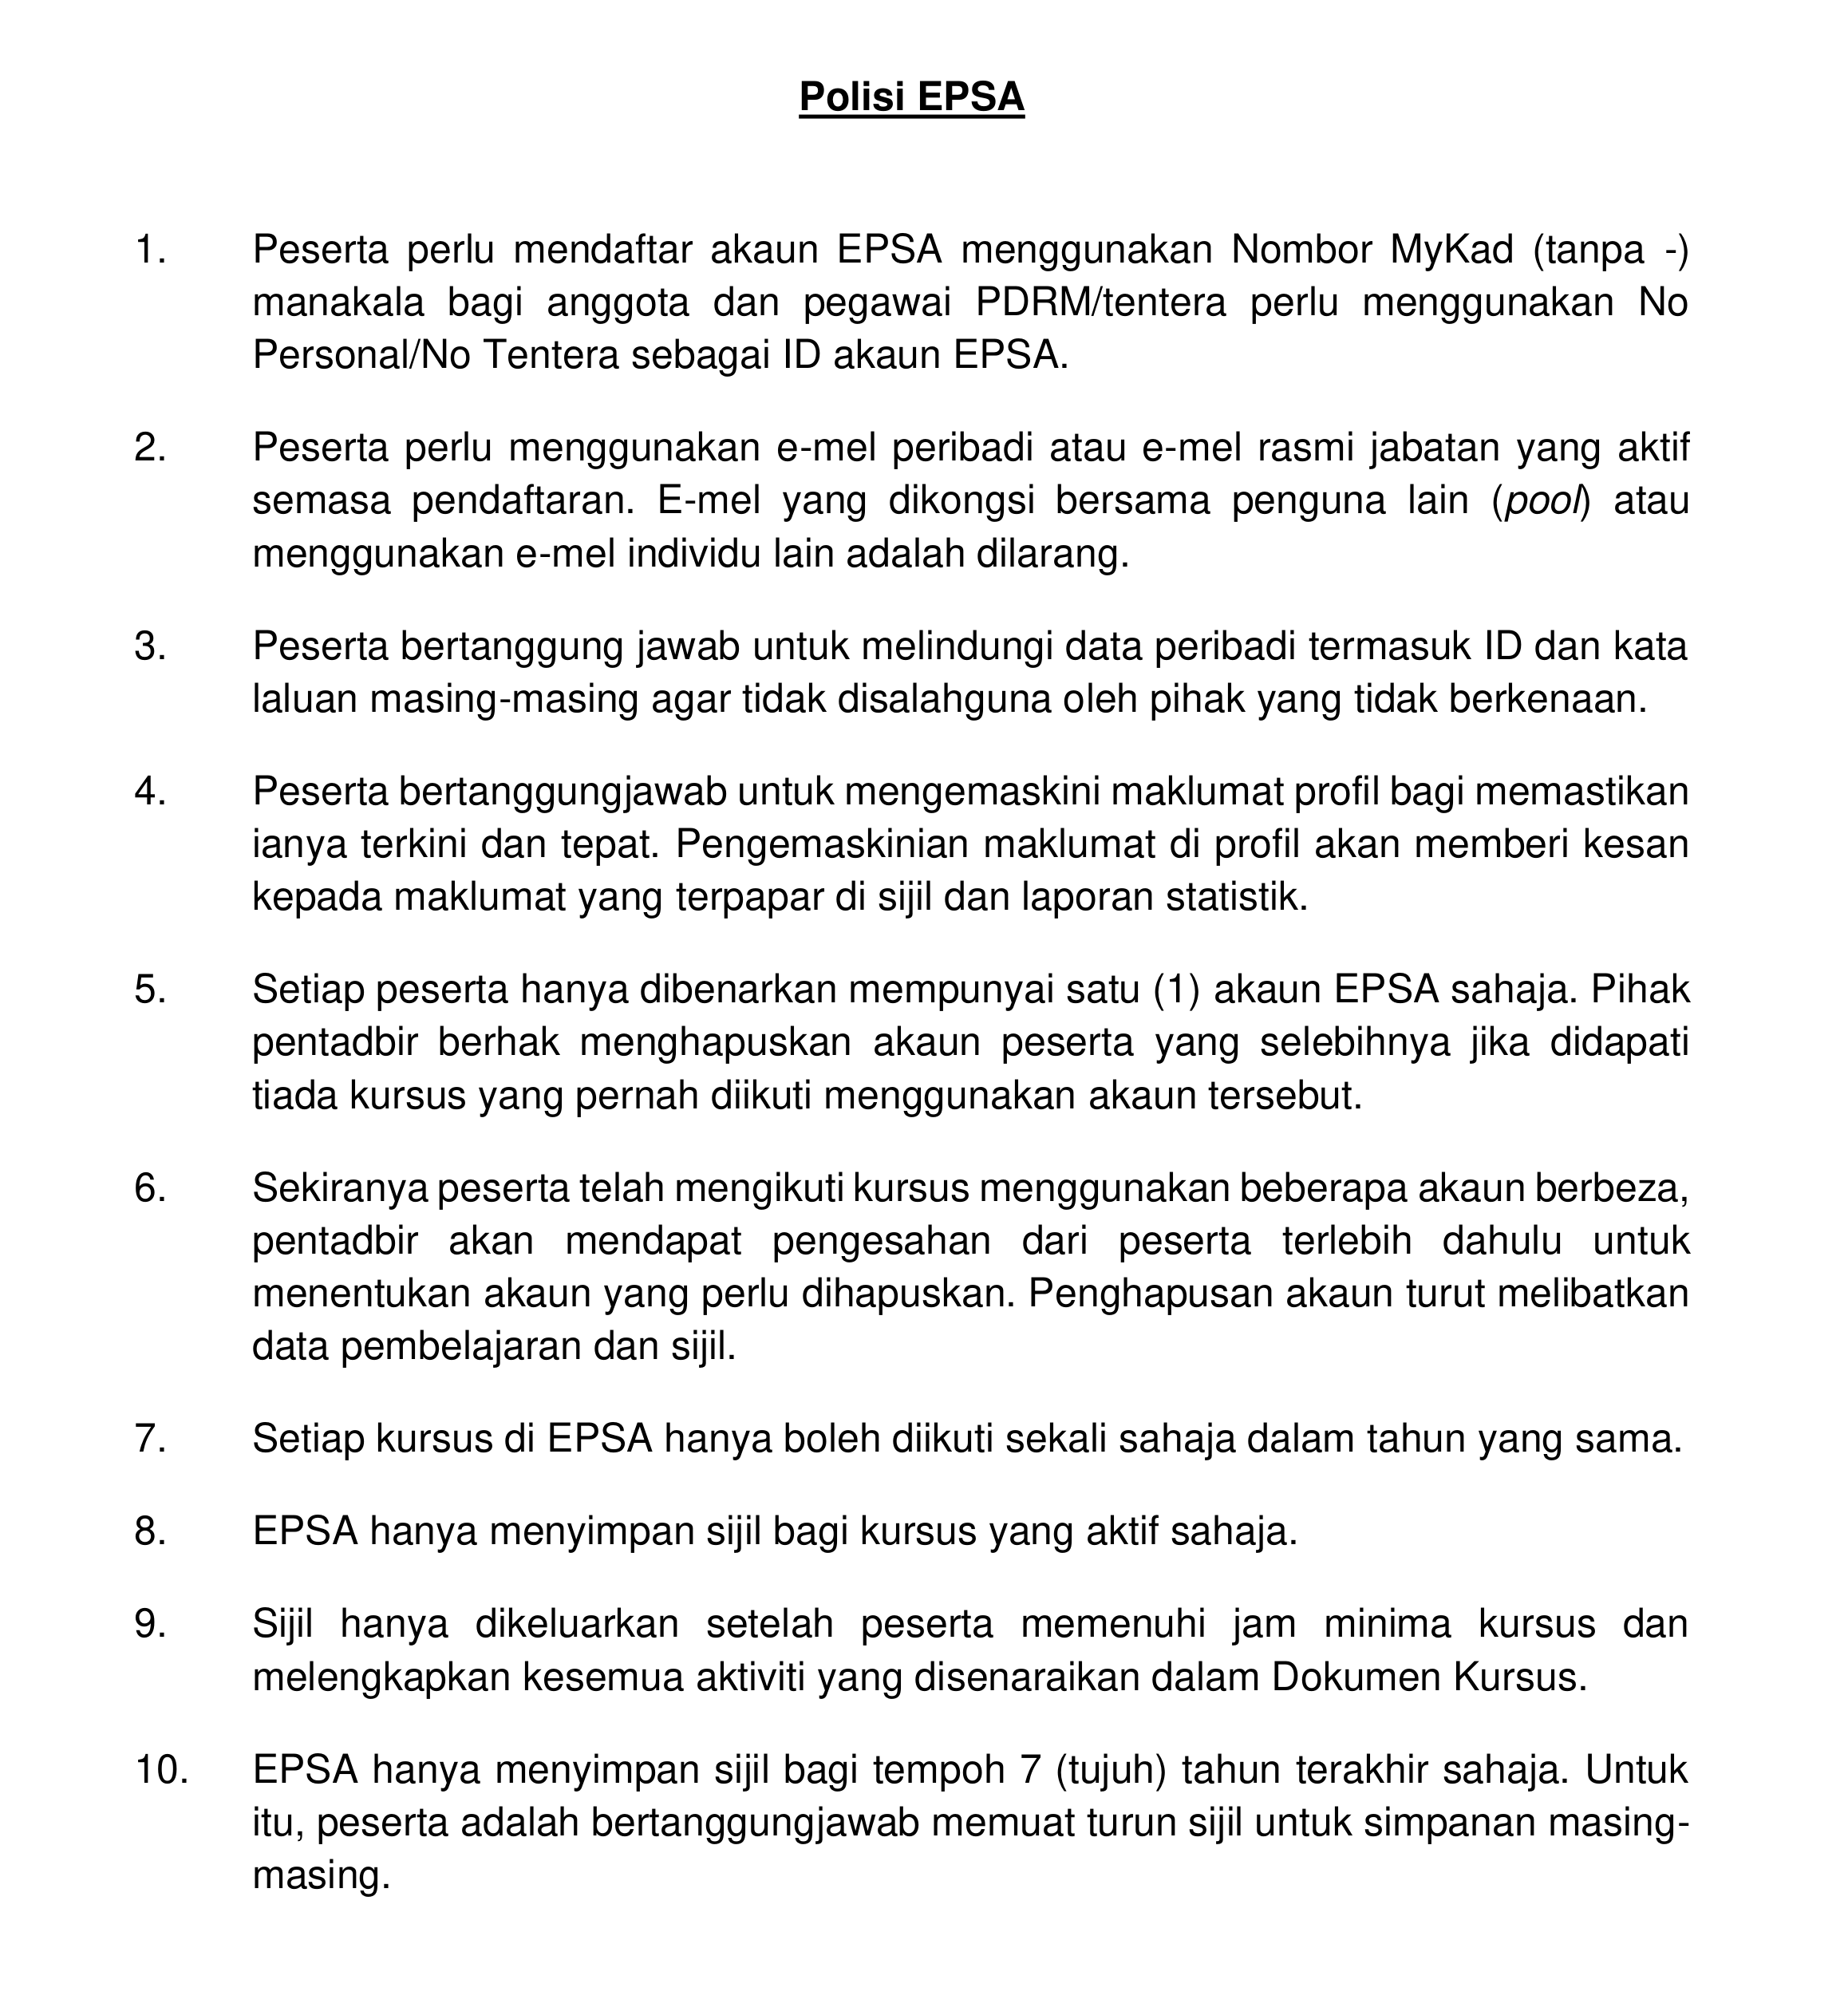 Polisi EPSA
1. Peserta perlu mendaftar akaun EPSA menggunakan Nombor MyKad (tanpa -)
manakala bagi anggota dan pegawai PDRM/tentera perlu menggunakan No
Personal/No Tentera sebagai ID akaun EPSA.
2. Peserta perlu menggunakan e-mel peribadi atau e-mel rasmi jabatan yang aktif
semasa pendaftaran. E-mel yang dikongsi bersama penguna lain (pool) atau
menggunakan e-mel individu lain adalah dilarang.
3. Peserta bertanggung jawab untuk melindungi data peribadi termasuk ID dan kata
laluan masing-masing agar tidak disalahguna oleh pihak yang tidak berkenaan.
4. Peserta bertanggungjawab untuk mengemaskini maklumat profil bagi memastikan
ianya terkini dan tepat. Pengemaskinian maklumat di profil akan memberi kesan
kepada maklumat yang terpapar di sijil dan laporan statistik.
5. Setiap peserta hanya dibenarkan mempunyai satu (1) akaun EPSA sahaja. Pihak
pentadbir berhak menghapuskan akaun peserta yang selebihnya jika didapati
tiada kursus yang pernah diikuti menggunakan akaun tersebut.
6. Sekiranya peserta telah mengikuti kursus menggunakan beberapa akaun berbeza,
pentadbir akan mendapat pengesahan dari peserta terlebih dahulu untuk
menentukan akaun yang perlu dihapuskan. Penghapusan akaun turut melibatkan
data pembelajaran dan sijil.
7. Setiap kursus di EPSA hanya boleh diikuti sekali sahaja dalam tahun yang sama.
8. EPSA hanya menyimpan sijil bagi kursus yang aktif sahaja.
9. Sijil hanya dikeluarkan setelah peserta memenuhi jam minima kursus dan
melengkapkan kesemua aktiviti yang disenaraikan dalam Dokumen Kursus.
10. EPSA hanya menyimpan sijil bagi tempoh 7 (tujuh) tahun terakhir sahaja. Untuk
itu, peserta adalah bertanggungjawab memuat turun sijil untuk simpanan masing-
masing.